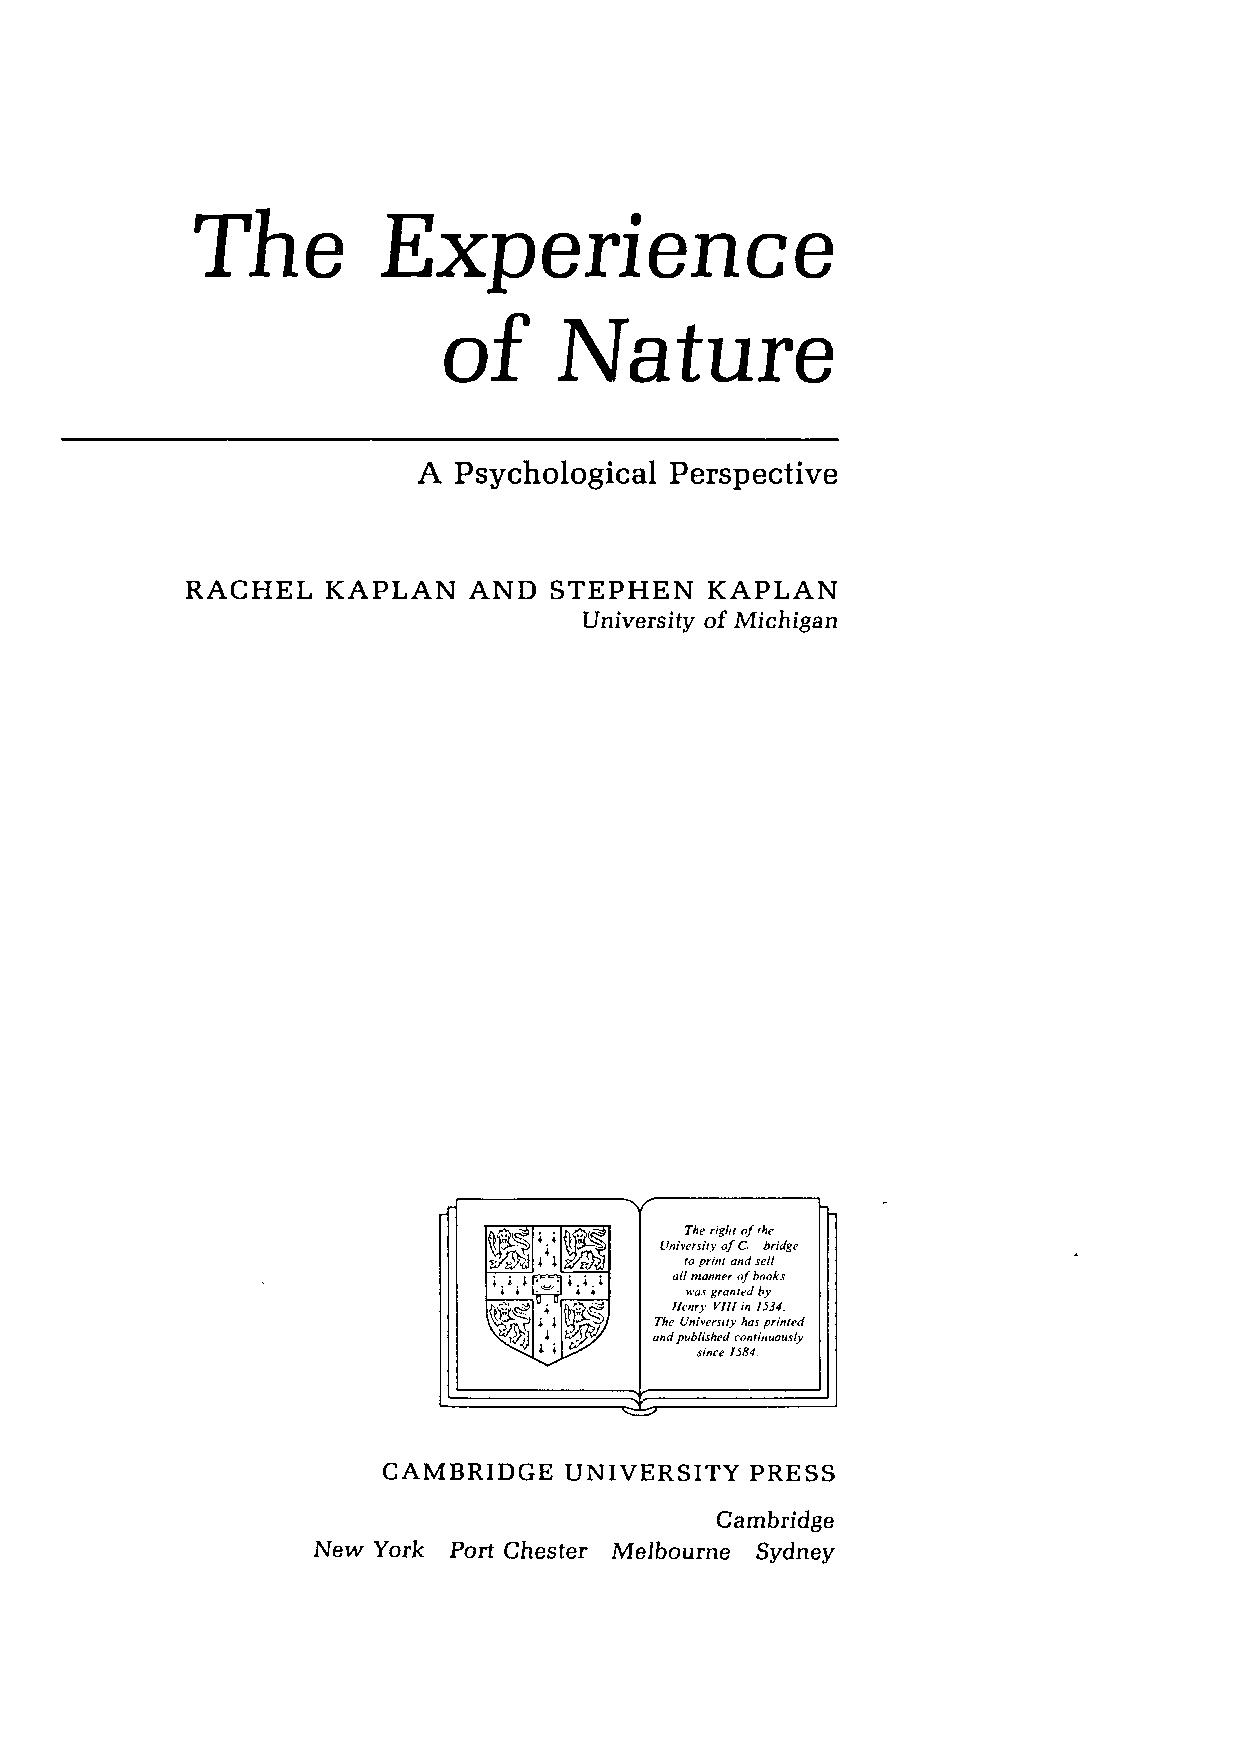 The Experience
of Nature
A Psychological Perspective
RACHEL KAPLAN AND STEPHEN KAPLAN
University of Michigan
The right of the
University of C bridge
to print and sell
all manner of books
was granted by
Henry VIII in 1534.
The University has printed
and published continuously
since 1584.
CAMBRIDGE UNIVERSITY PRESS
Cambridge
New York Port Chester Melbourne Sydney